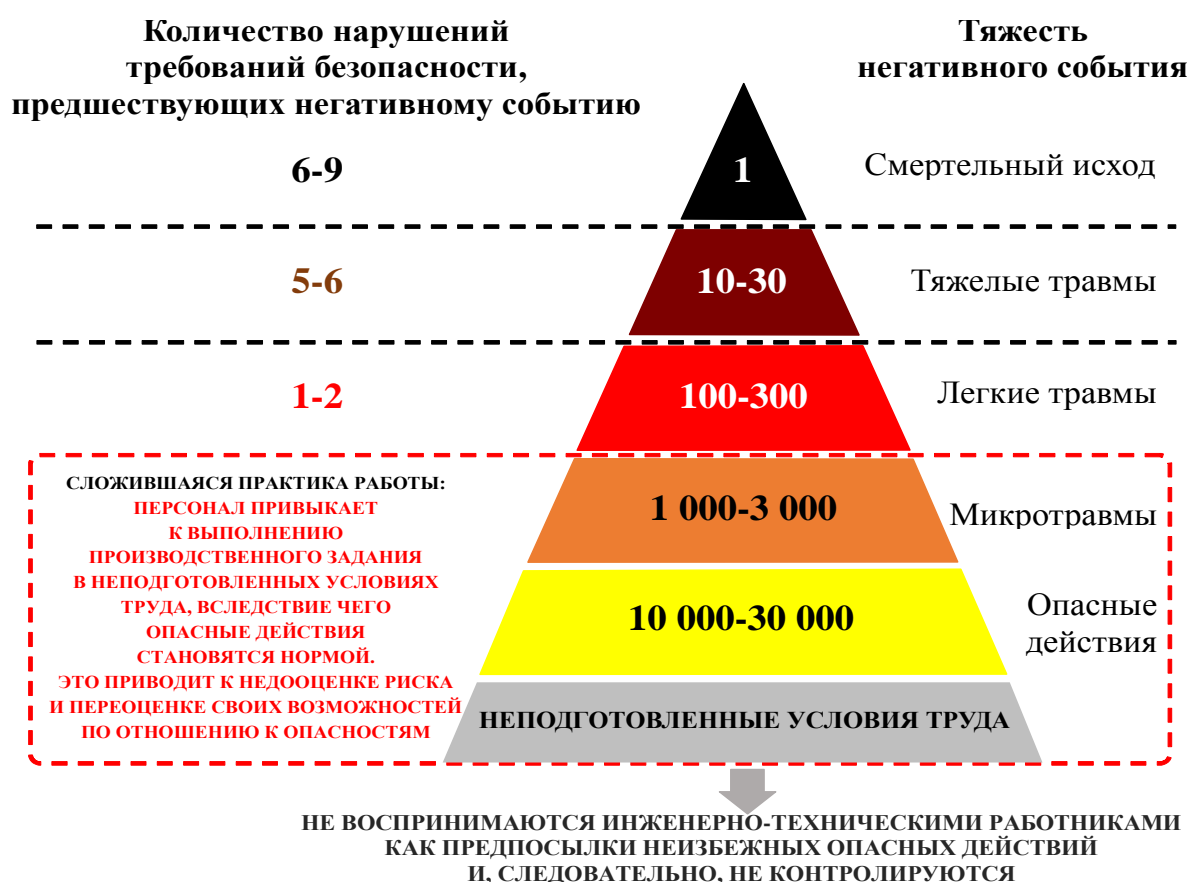 Количество нарушений
требований безопасности,
предшествующих негативному событию
Тяжесть
негативного события
6-9
1
Смертельный исход
5-6
10-30
Тяжелые травмы
1-2
100-300
Легкие травмы
СЛОЖИВШАЯСЯ ПРАКТИКА РАБОТЫ:
ПЕРСОНАЛ ПРИВЫКАЕТ
К ВЫПОЛНЕНИЮ
ПРОИЗВОДСТВЕННОГО ЗАДАНИЯ
В НЕПОДГОТОВЛЕННЫХ УСЛОВИЯХ
ТРУДА, ВСЛЕДСТВИЕ ЧЕГО
ОПАСНЫЕ ДЕЙСТВИЯ
СТАНОВЯТСЯ НОРМОЙ.
ЭТО ПРИВОДИТ К НЕДООЦЕНКЕ РИСКА
И ПЕРЕОЦЕНКЕ СВОИХ ВОЗМОЖНОСТЕЙ
ПО ОТНОШЕНИЮ К ОПАСНОСТЯМ
1 000-3 000
Микротравмы
10 000-30 000
Опасные
действия
НЕПОДГОТОВЛЕННЫЕ УСЛОВИЯ ТРУДА
НЕ ВОСПРИНИМАЮТСЯ ИНЖЕНЕРНО-ТЕХНИЧЕСКИМИ РАБОТНИКАМИ
КАК ПРЕДПОСЫЛКИ НЕИЗБЕЖНЫХ ОПАСНЫХ ДЕЙСТВИЙ
И, СЛЕДОВАТЕЛЬНО, НЕ КОНТРОЛИРУЮТСЯ